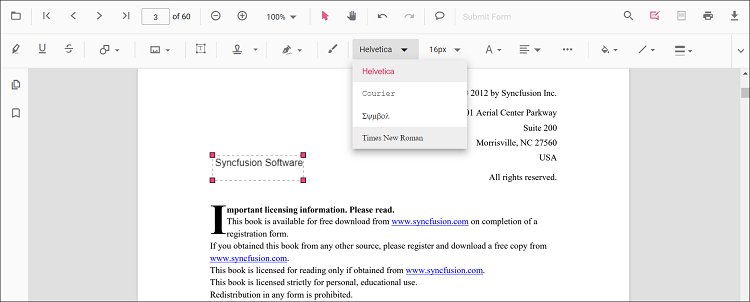 3 of 60 100% Submit Form
Helvetica 16px
Helvetica
Courier
Σψμβολ
Times New Roman
2012 by Syncfusion Inc.
01 Aerial Center Parkway
Suite 200
Morrisville, NC 27560
USA
All rights reserved.
Syncfusion Software
Important licensing information. Please read.
This book is available for free download from www.syncfusion.com on completion of a
registration form.
If you obtained this book from any other source, please register and download a free copy from
www.syncfusion.com.
This book is licensed for reading only if obtained from www.syncfusion.com.
This book is licensed strictly for personal, educational use.
Redistribution in any form is prohibited.